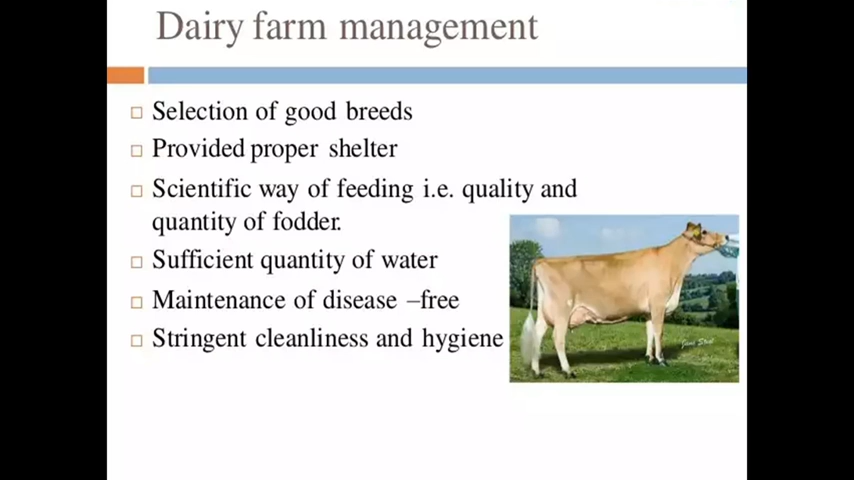 Dairy farm management
Selection of good breeds
Provided proper shelter
Scientific way of feeding i.e. quality and
quantity of fodder.
Sufficient quantity of water
Maintenance of disease –free
Stringent cleanliness and hygiene